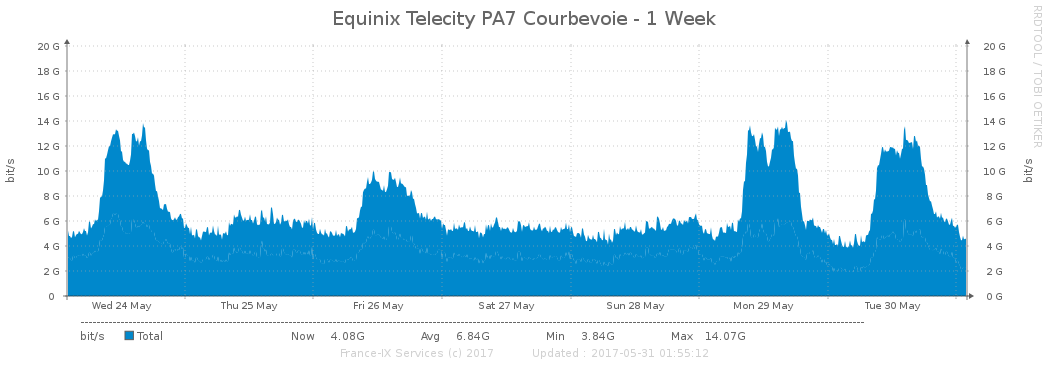 Equinix Telecity PA7 Courbevoie - 1 Week
RRDTOOL / TOBI OETIKER
bit/s
20 G 20 G
18 G 18 G
16 G 16 G
14 G 14 G
12 G 12 G
10 G 10 G
8 G 8 G
6 G 6 G
4 G 4 G
2 G 2 G
0 0 G
bit/s
Wed 24 May Thu 25 May Fri 26 May Sat 27 May Sun 28 May Mon 29 May Tue 30 May
bit/s Total Now 4.08G Avg 6.84G Min 3.84G Max 14.07G
France-IX Services (c) 2017 Updated : 2017-05-31 01:55:12